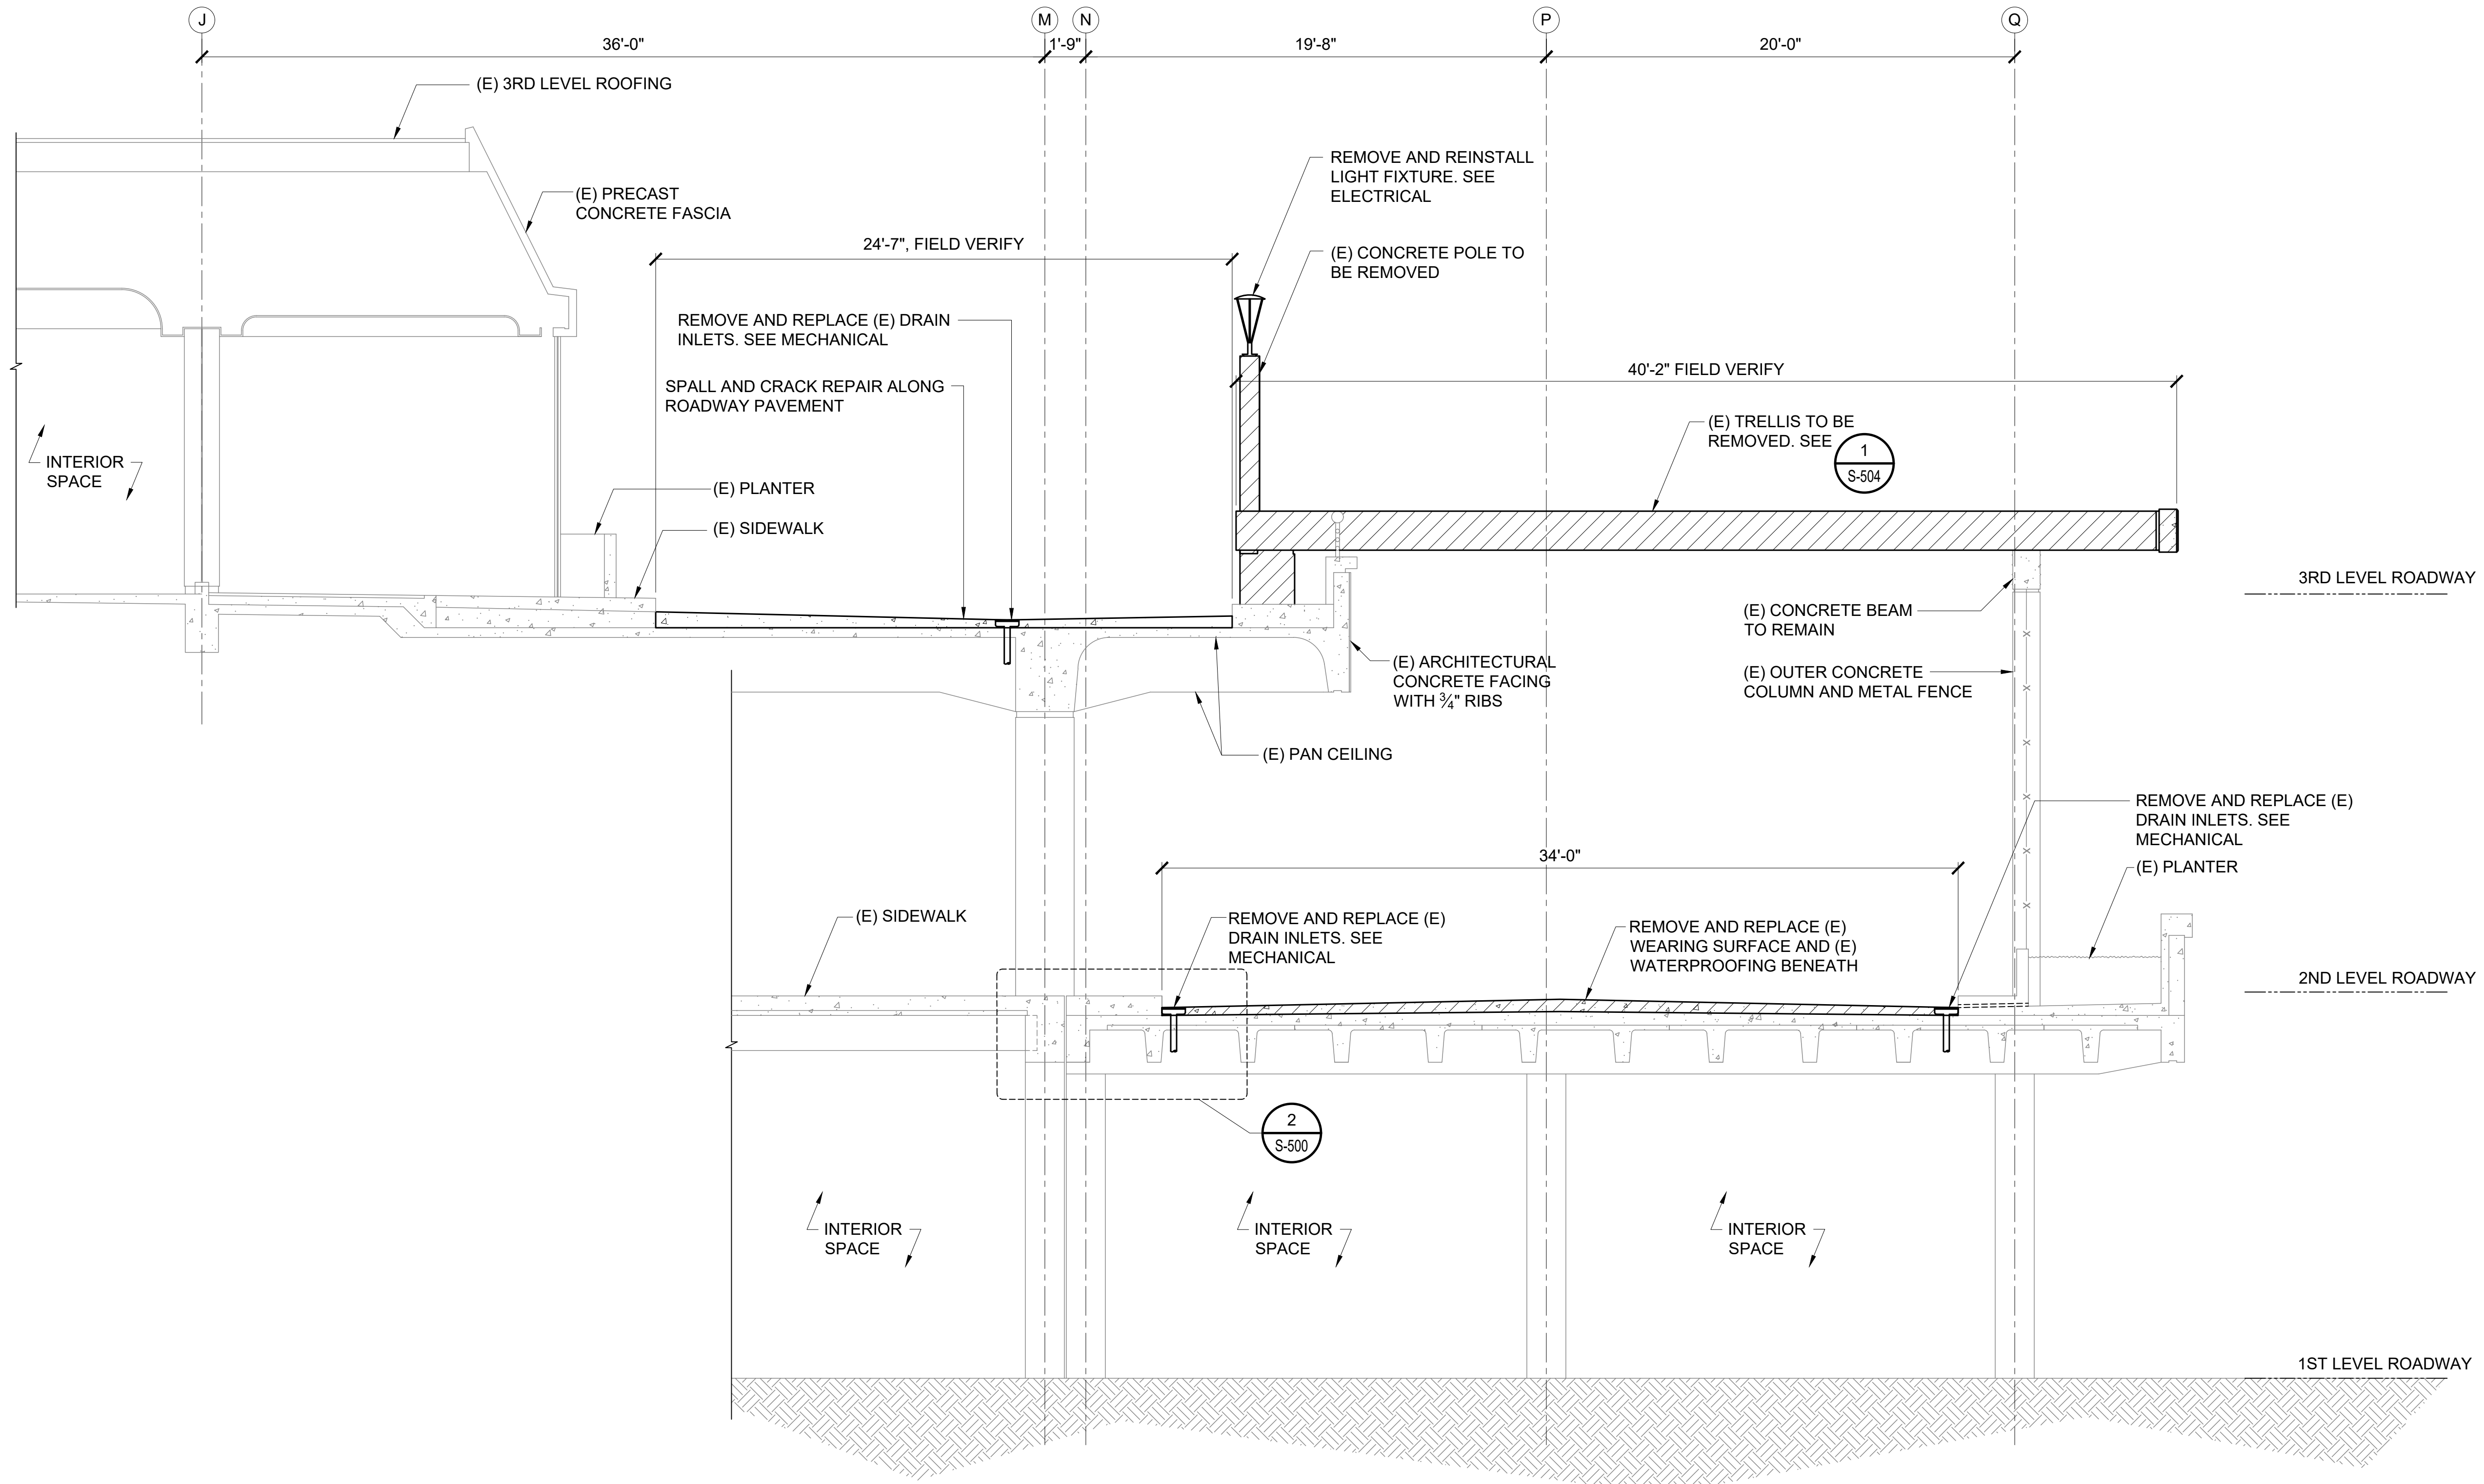 J
M
N
P
Q
36'-0"
1'-9"
19'-8"
20'-0"
(E) 3RD LEVEL ROOFING
REMOVE AND REINSTALL
LIGHT FIXTURE. SEE
ELECTRICAL
(E) PRECAST
CONCRETE FASCIA
24'-7", FIELD VERIFY
(E) CONCRETE POLE TO
BE REMOVED
REMOVE AND REPLACE (E) DRAIN
INLETS. SEE MECHANICAL
40'-2" FIELD VERIFY
SPALL AND CRACK REPAIR ALONG
ROADWAY PAVEMENT
(E) TRELLIS TO BE
REMOVED. SEE
1
S-504
INTERIOR
SPACE
(E) PLANTER
(E) SIDEWALK
3RD LEVEL ROADWAY
(E) CONCRETE BEAM
TO REMAIN
(E) ARCHITECTURAL
CONCRETE FACING
WITH ¾" RIBS
(E) OUTER CONCRETE
COLUMN AND METAL FENCE
(E) PAN CEILING
REMOVE AND REPLACE (E)
DRAIN INLETS. SEE
MECHANICAL
34'-0"
(E) PLANTER
(E) SIDEWALK
REMOVE AND REPLACE (E)
DRAIN INLETS. SEE
MECHANICAL
REMOVE AND REPLACE (E)
WEARING SURFACE AND (E)
WATERPROOFING BENEATH
2ND LEVEL ROADWAY
2
S-500
INTERIOR
SPACE
INTERIOR
SPACE
INTERIOR
SPACE
1ST LEVEL ROADWAY